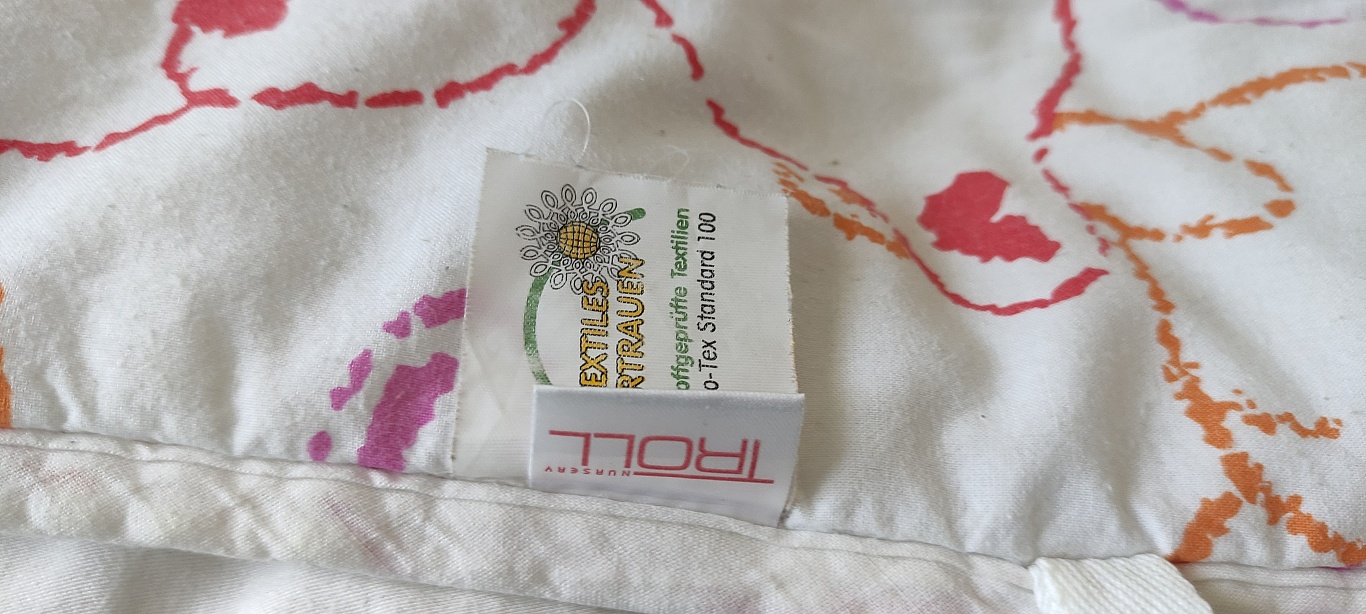 EXTILES
RTRAUEN
offgeprüfte Textilien
o-Tex Standard 100
TROLL
NURSERY